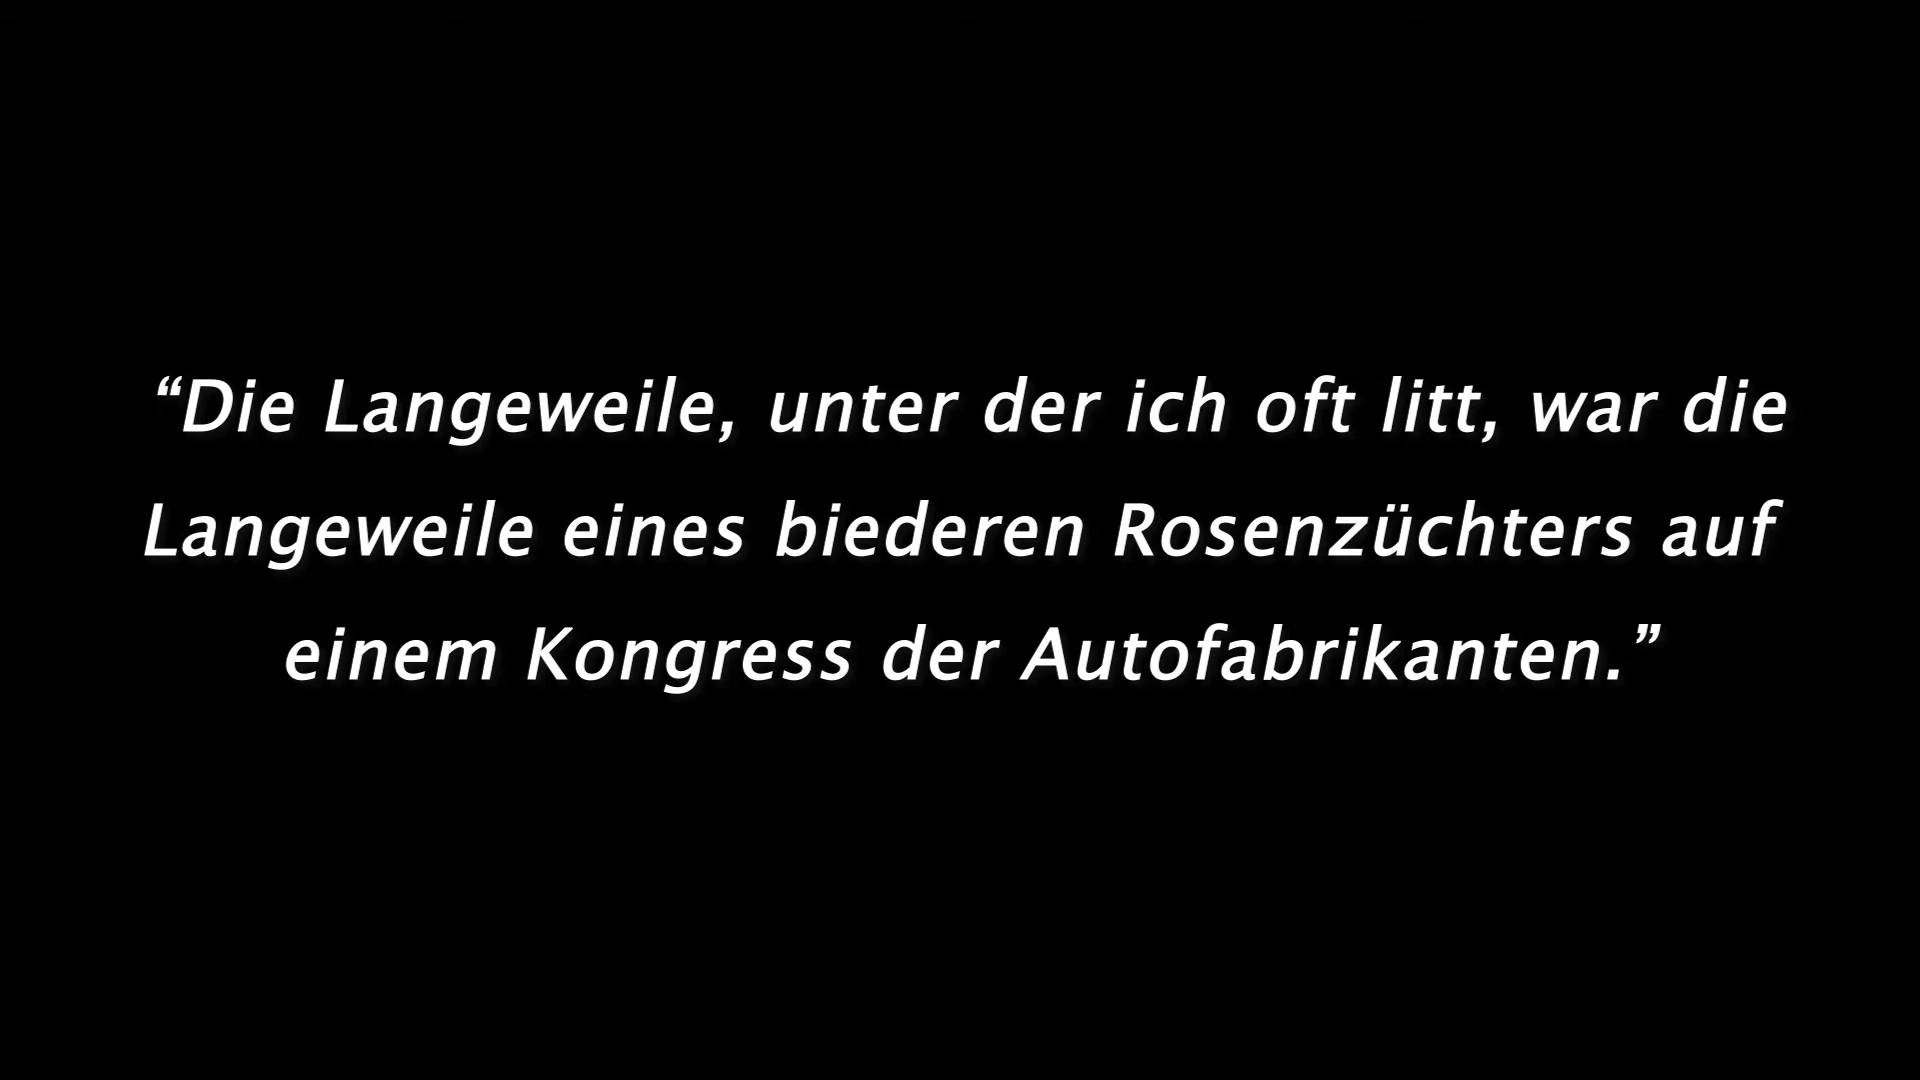 “Die Langeweile, unter der ich oft litt, war die
Langeweile eines biederen Rosenzüchters auf
einem Kongress der Autofabrikanten.”